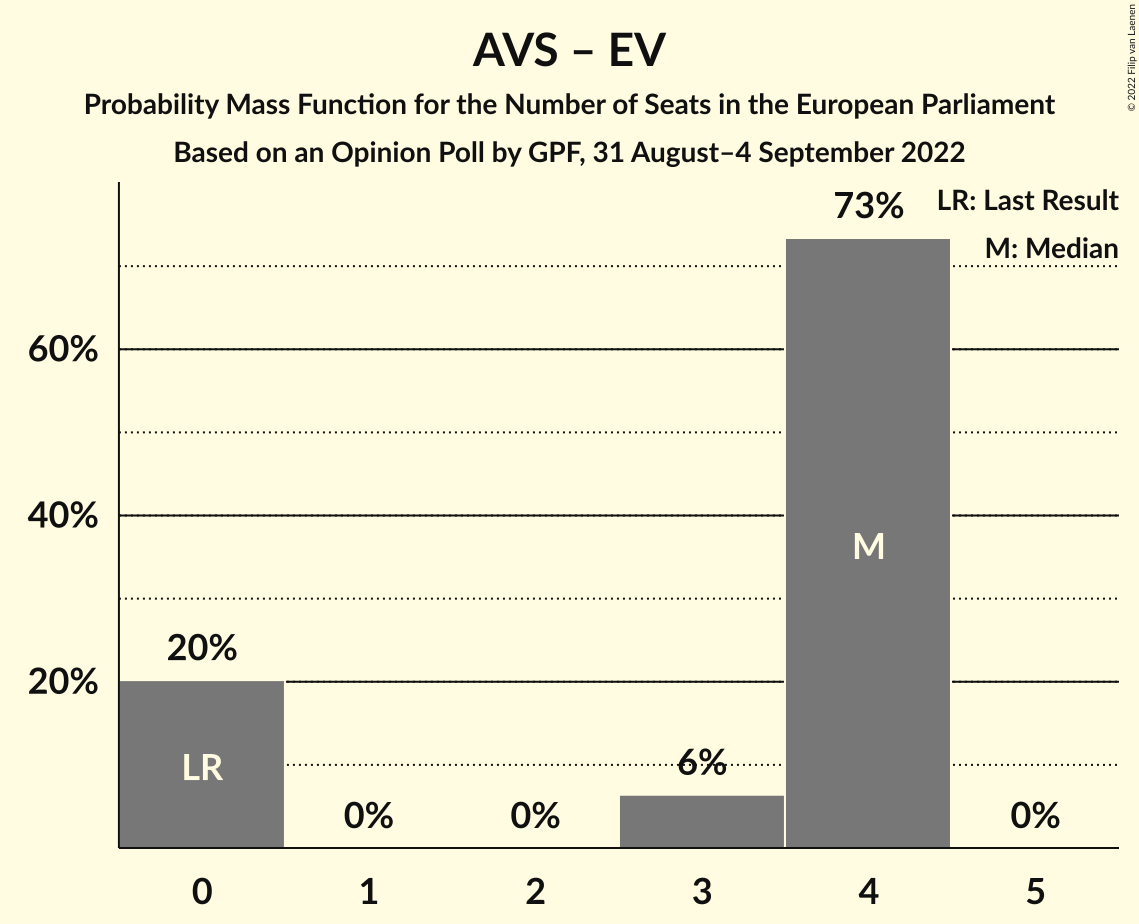 AVS – EV
Probability Mass Function for the Number of Seats in the European Parliament
Based on an Opinion Poll by GPF, 31 August–4 September 2022
© 2022 Filip van Laenen
LR: Last Result
M: Median
73%
60%
40%
M
20%
20%
LR
6%
0%
0%
0%
0 1 2 3 4 5